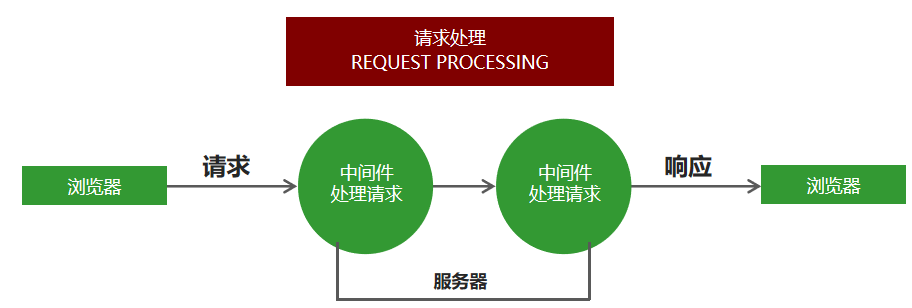 请求处理
REQUEST PROCESSING
浏览器
请求
中间件
处理请求
中间件
处理请求
响应
浏览器
服务器